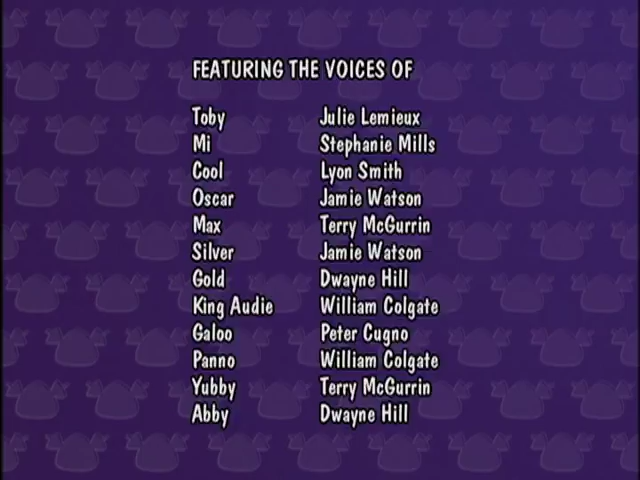 FEATURING THE VOICES OF
Toby Julie Lemieux
Mi Stephanie Mills
Cool Lyon Smith
Oscar Jamie Watson
Max Terry McGurrin
Silver Jamie Watson
Gold Dwayne Hill
King Audie William Colgate
Galoo Peter Cugno
Panno William Colgate
Yubby Terry McGurrin
Abby Dwayne Hill